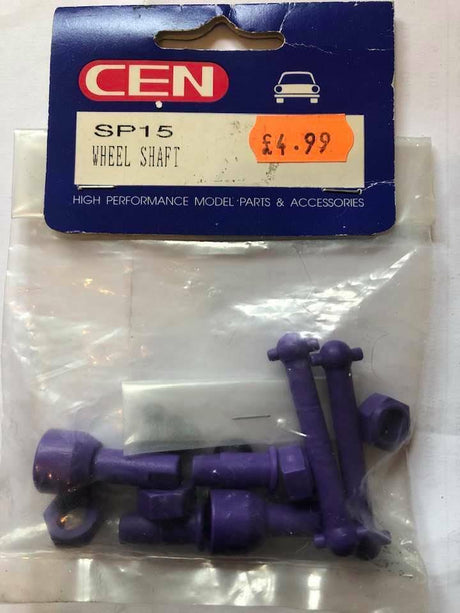 CEN
SP15
£4.99
WHEEL SHAFT
HIGH PERFORMANCE MODEL PARTS & ACCESSORIES